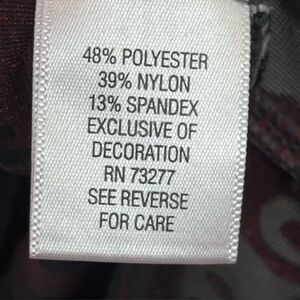 48% POLYESTER
39% NYLON
13% SPANDEX
EXCLUSIVE OF
DECORATION
RN 73277
SEE REVERSE
FOR CARE